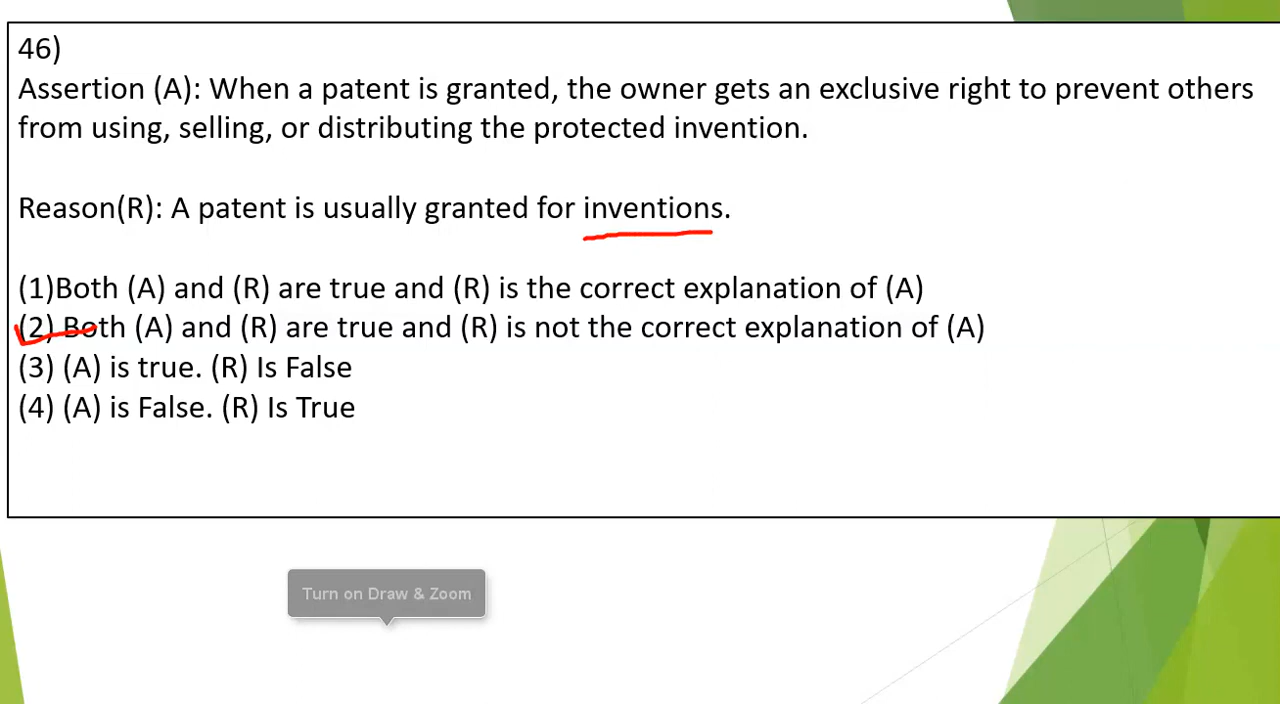 46)
Assertion (A): When a patent is granted, the owner gets an exclusive right to prevent others
from using, selling, or distributing the protected invention.
Reason(R): A patent is usually granted for inventions.
(1)Both (A) and (R) are true and (R) is the correct explanation of (A)
(2) Both (A) and (R) are true and (R) is not the correct explanation of (A)
(3) (A) is true. (R) Is False
(4) (A) is False. (R) Is True
Turn on Draw & Zoom